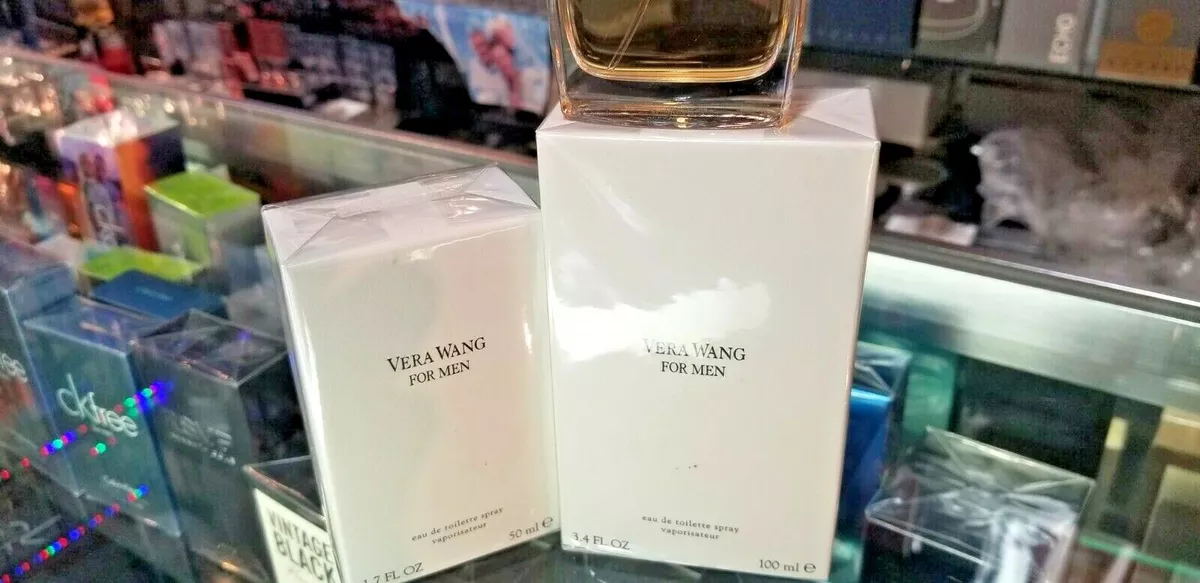 ECHO
ckfree
VERA WANG
FOR MEN
eau de toilette spray
vaporisateur
50 ml e
1.7 FL OZ
VERA WANG
FOR MEN
eau de toilette spray
vaporisateur
3.4 FL OZ
100 ml e
VINTAGE
BLACK